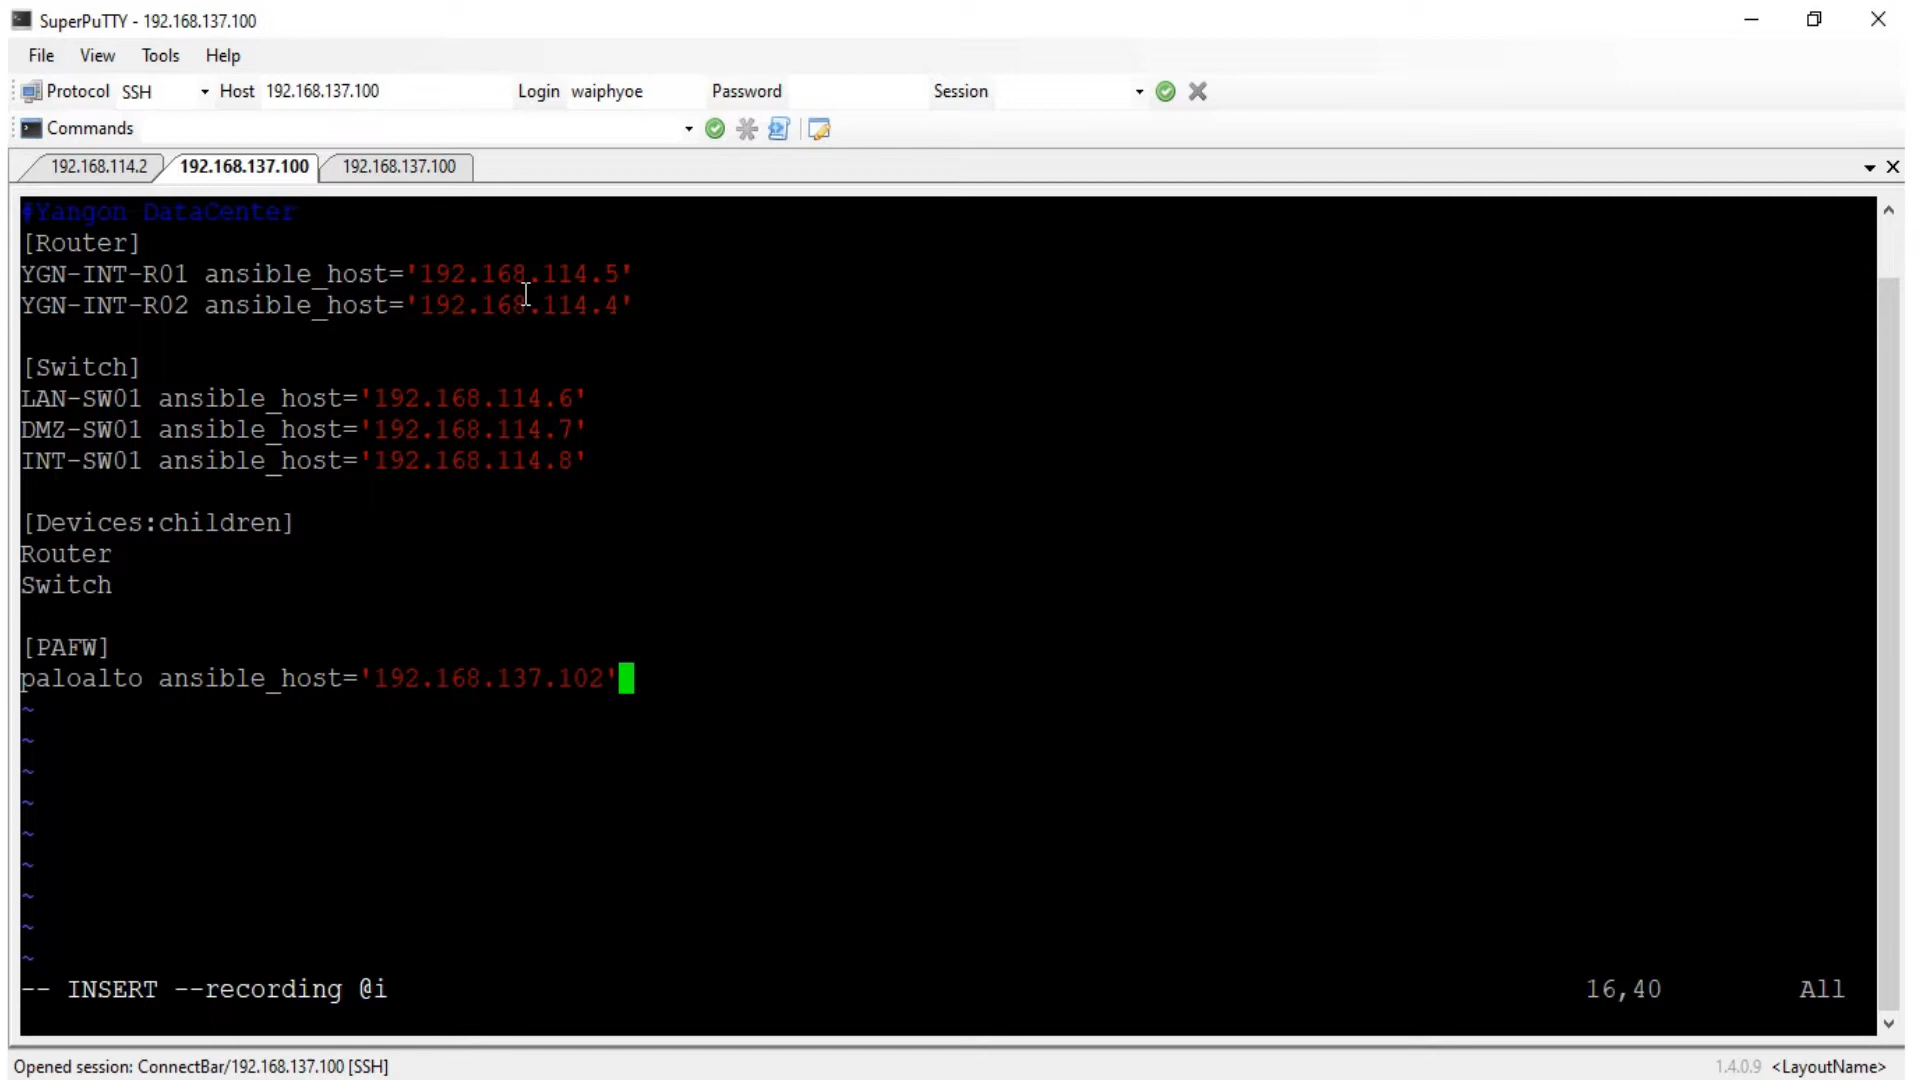 SuperPuTTY - 192.168.137.100
File View Tools Help
Protocol SSH Host 192.168.137.100 Login waiphyoe Password Session
Commands
192.168.114.2 192.168.137.100 192.168.137.100
#Yangon DataCenter
[Router]
YGN-INT-R01 ansible_host='192.168.114.5'
YGN-INT-R02 ansible_host='192.168.114.4'
[Switch]
LAN-SW01 ansible_host='192.168.114.6'
DMZ-SW01 ansible_host='192.168.114.7'
INT-SW01 ansible_host='192.168.114.8'
[Devices:children]
Router
Switch
[PAFW]
paloalto ansible_host='192.168.137.102'
~
~
~
~
~
~
~
~
~
-- INSERT --recording @i 16,40 All
Opened session: ConnectBar/192.168.137.100 [SSH] 1.4.0.9 <LayoutName>